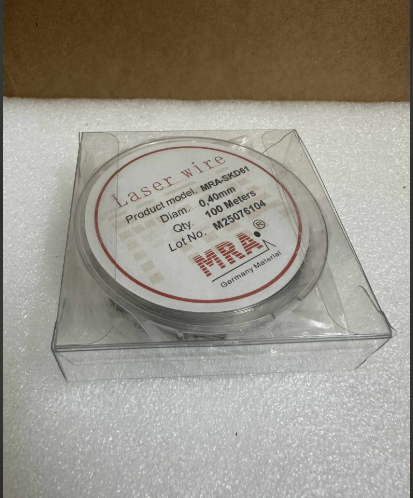 Laser wire
Product model. MRA-SKD61
Diam. 0.40mm
Qty. 100 Meters
Lot No. M25076104
MRA®
Germany Material